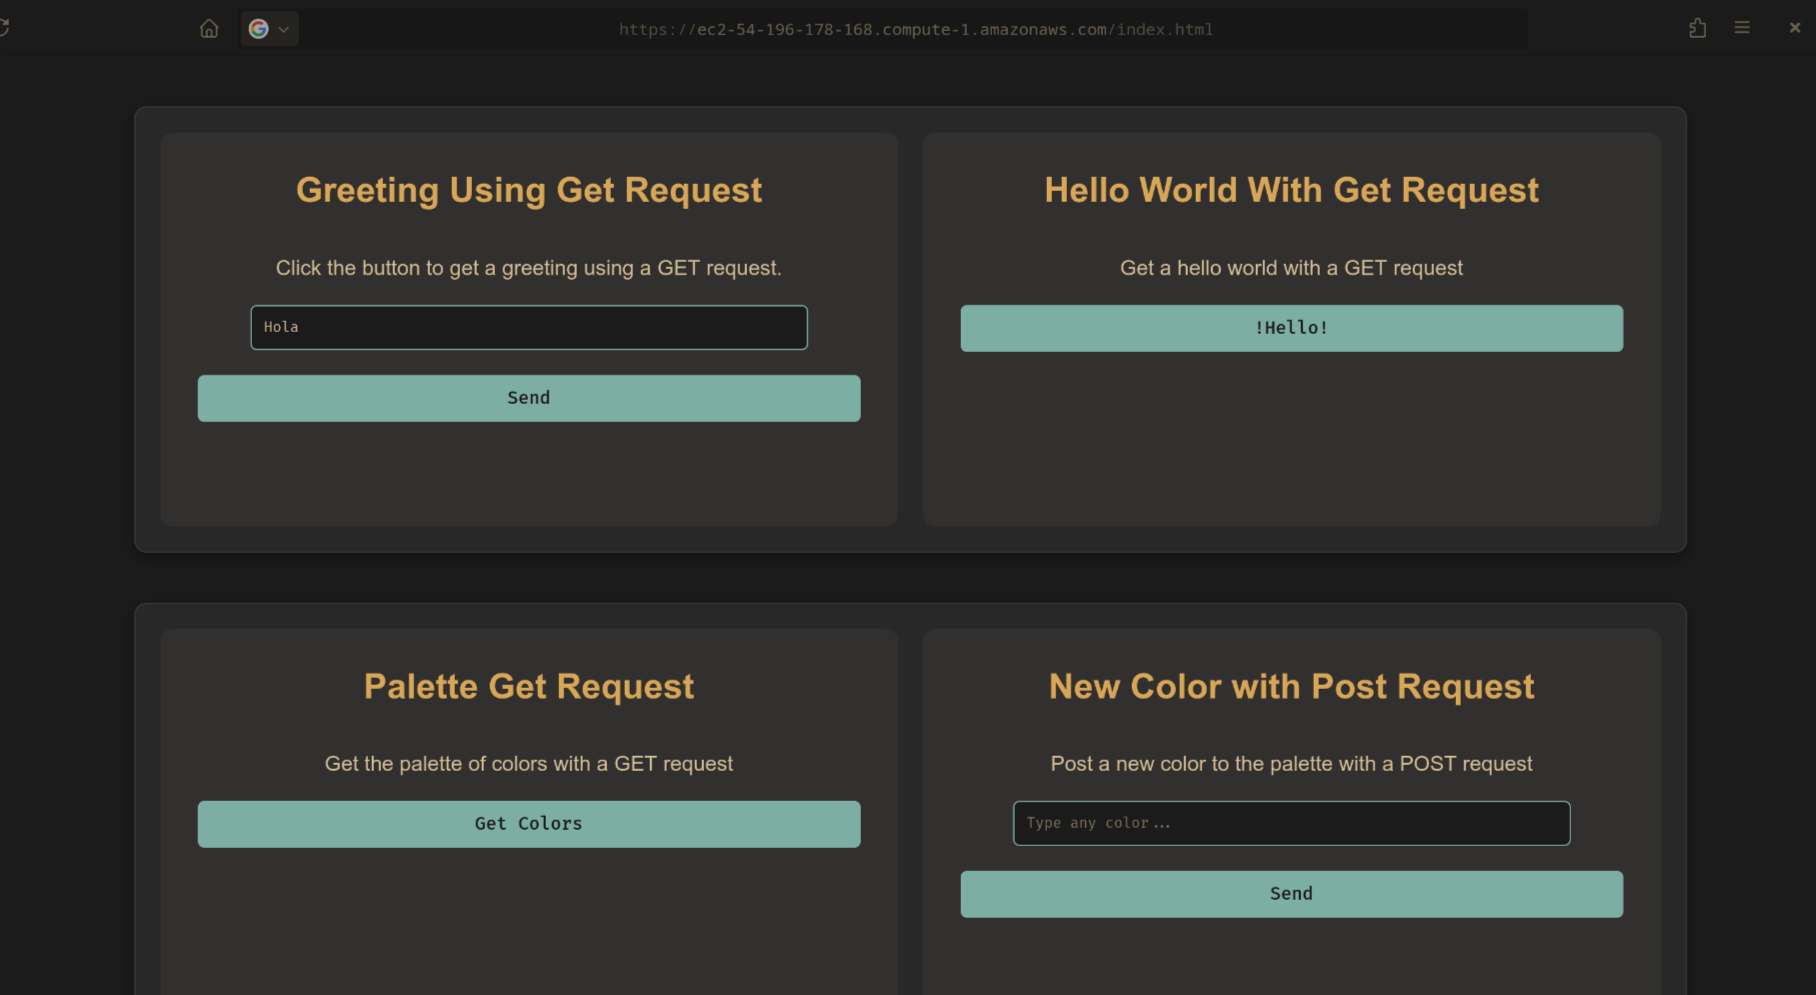 https://ec2-54-196-178-168.compute-1.amazonaws.com/index.html
Greeting Using Get Request
Click the button to get a greeting using a GET request.
Hola
Send
Hello World With Get Request
Get a hello world with a GET request
!Hello!
Palette Get Request
Get the palette of colors with a GET request
Get Colors
New Color with Post Request
Post a new color to the palette with a POST request
Type any color...
Send